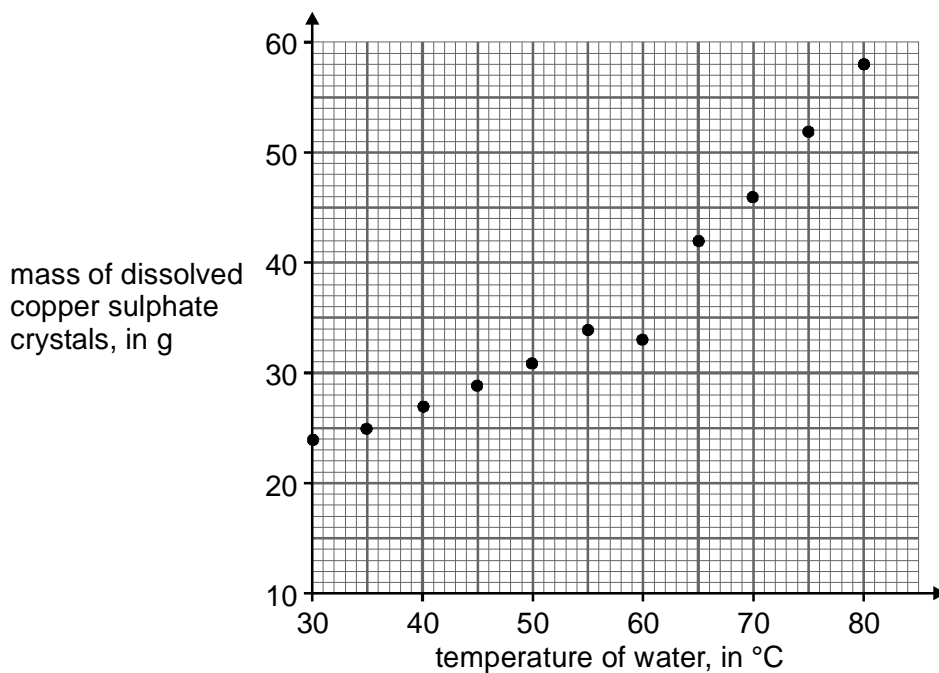 60
50
40
30
20
10
mass of dissolved
copper sulphate
crystals, in g
30 40 50 60 70 80
temperature of water, in °C